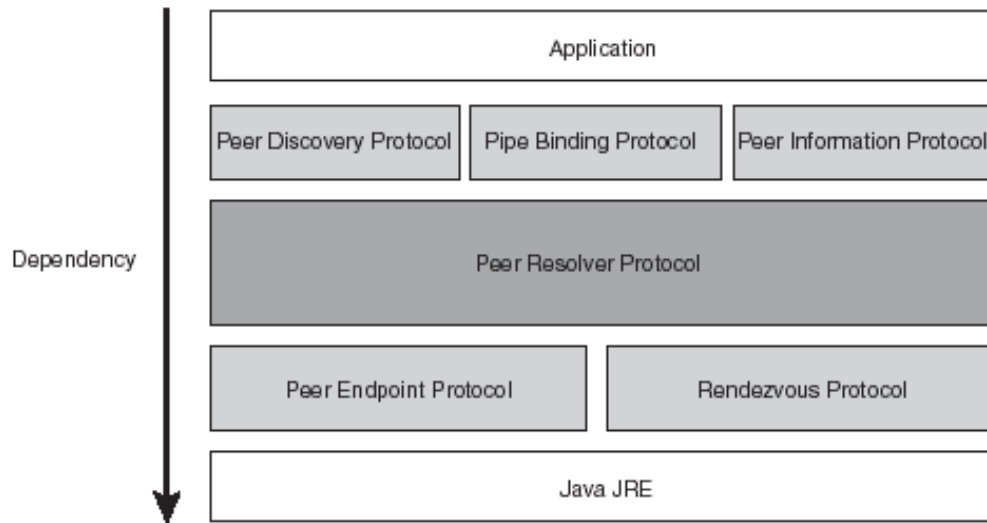 Application
Peer Discovery Protocol
Pipe Binding Protocol
Peer Information Protocol
Dependency
Peer Resolver Protocol
Peer Endpoint Protocol
Rendezvous Protocol
Java JRE